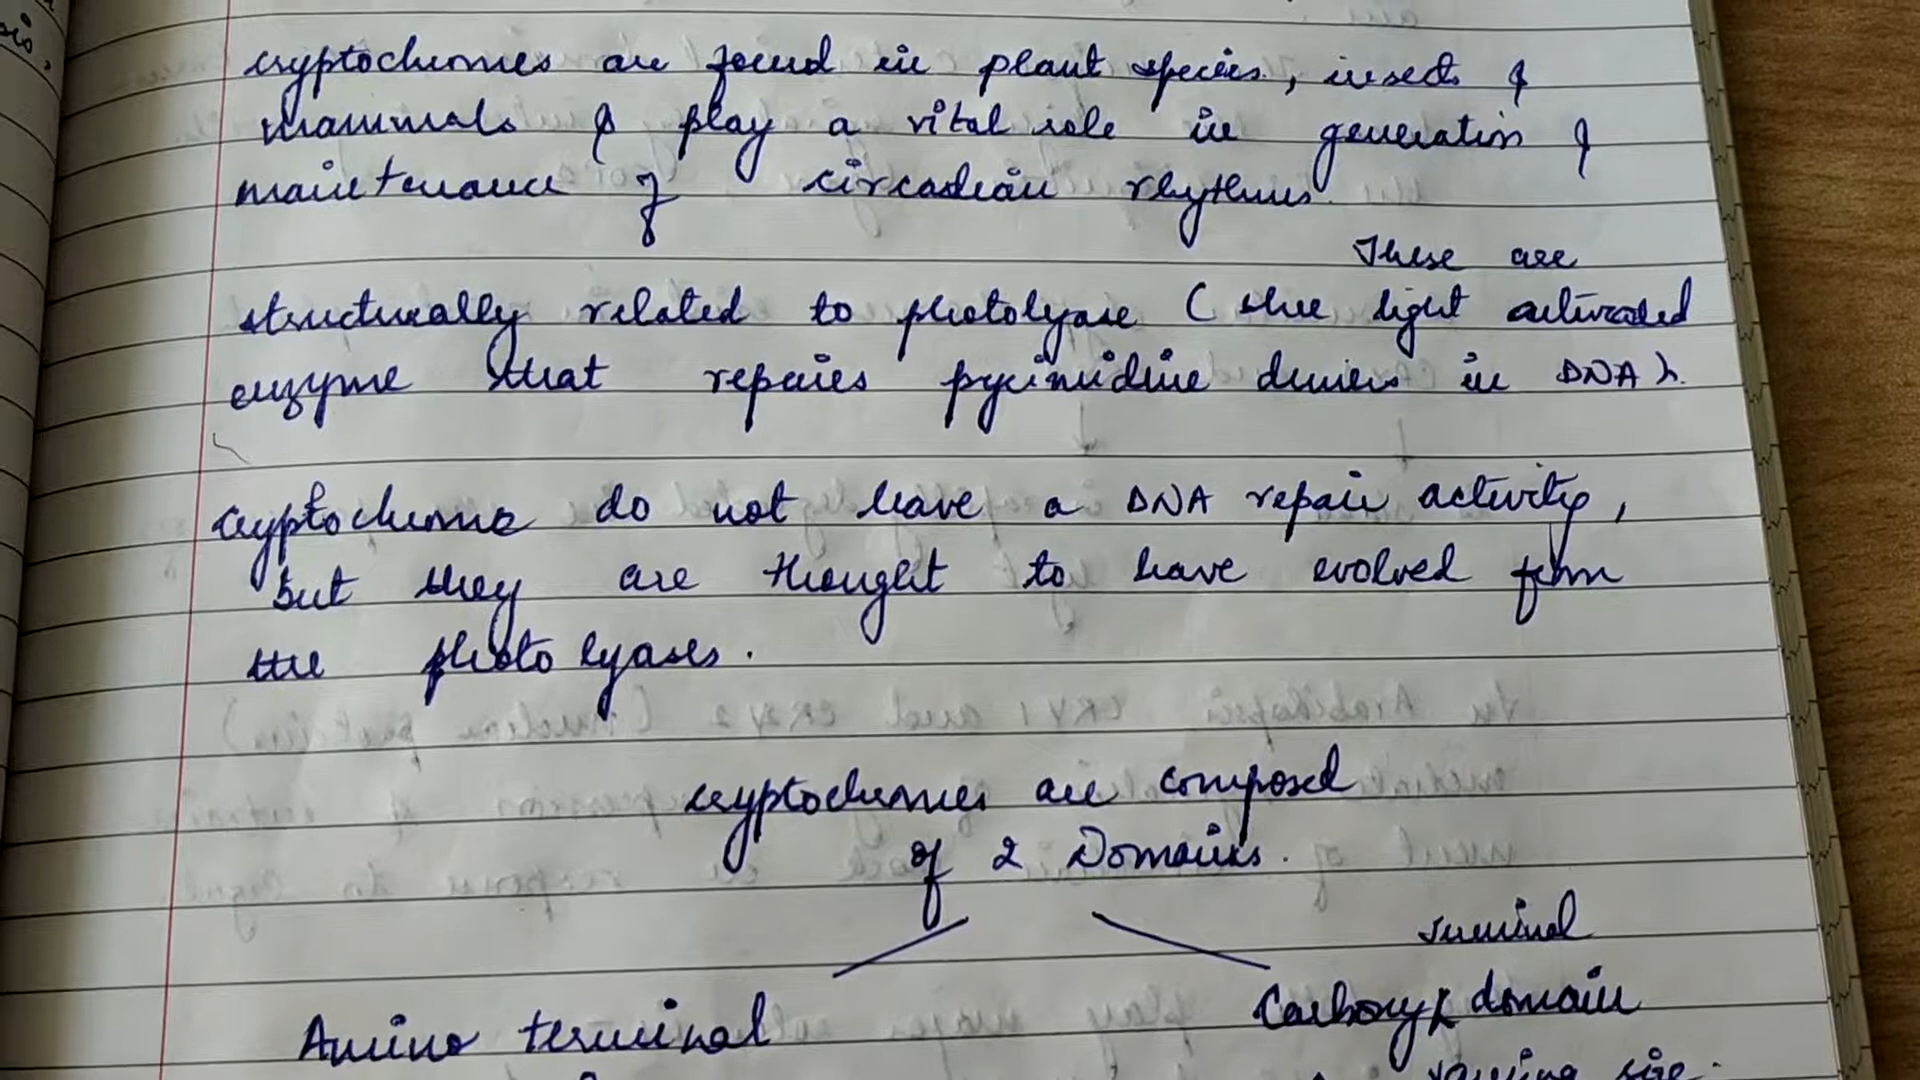 cryptochromes are found in plant species, insects &
mammals & play a vital role in generation &
maintenance of circadian rhythms.
These are
structurally related to photolyase ( blue light activated
enzyme that repairs pyrimidine dimers in DNA ).
cryptochrome do not have a DNA repair activity,
but they are thought to have evolved from
the photolyases.
cryptochromes are composed
of 2 Domains.
terminal
Amino terminal Carboxyl domain
varying size.